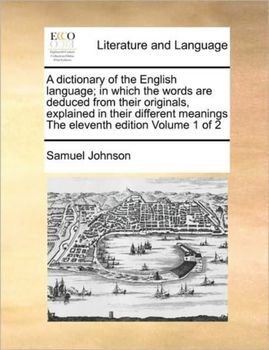 ECCO
Literature and Language
A dictionary of the English
language; in which the words are
deduced from their originals,
explained in their different meanings
The eleventh edition Volume 1 of 2
Samuel Johnson